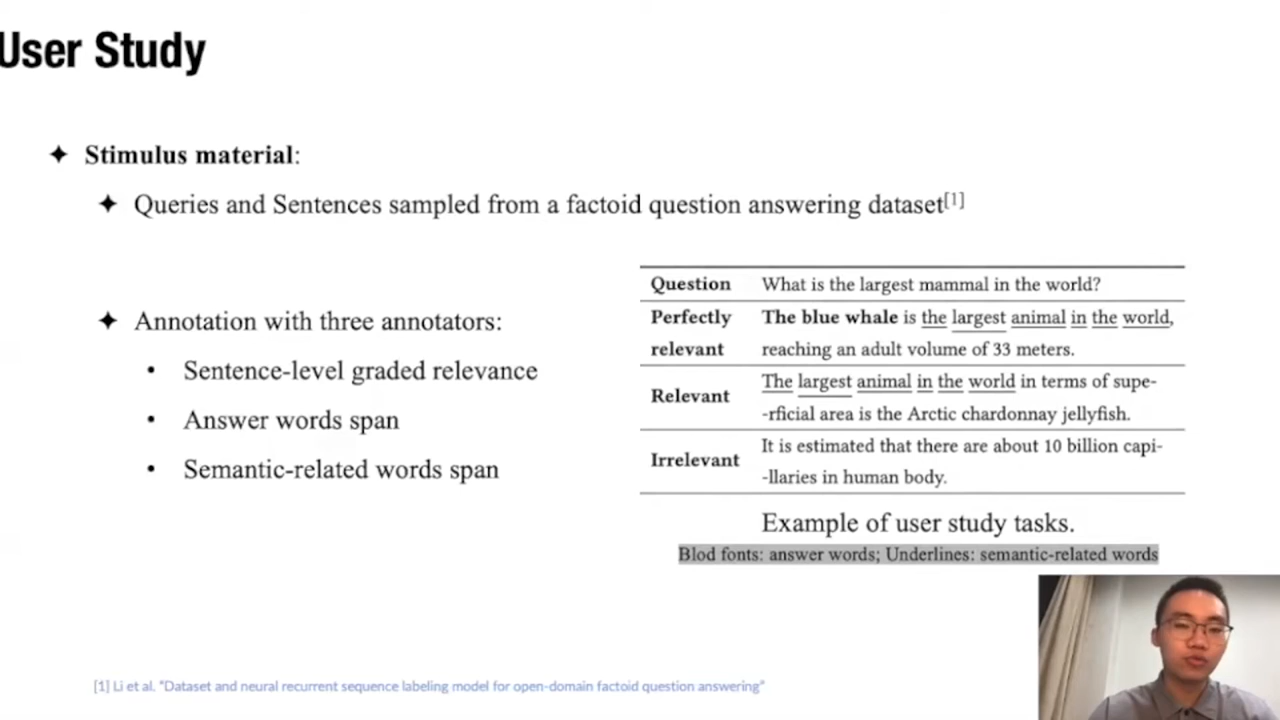 User Study
✦ Stimulus material:
✦ Queries and Sentences sampled from a factoid question answering dataset[1]
✦ Annotation with three annotators:
• Sentence-level graded relevance
• Answer words span
• Semantic-related words span
Question What is the largest mammal in the world?
Perfectly The blue whale is the largest animal in the world,
relevant reaching an adult volume of 33 meters.
Relevant The largest animal in the world in terms of supe-
-rficial area is the Arctic chardonnay jellyfish.
Irrelevant It is estimated that there are about 10 billion capi-
-llaries in human body.
Example of user study tasks.
Blod fonts: answer words; Underlines: semantic-related words
[1] Li et al. "Dataset and neural recurrent sequence labeling model for open-domain factoid question answering"